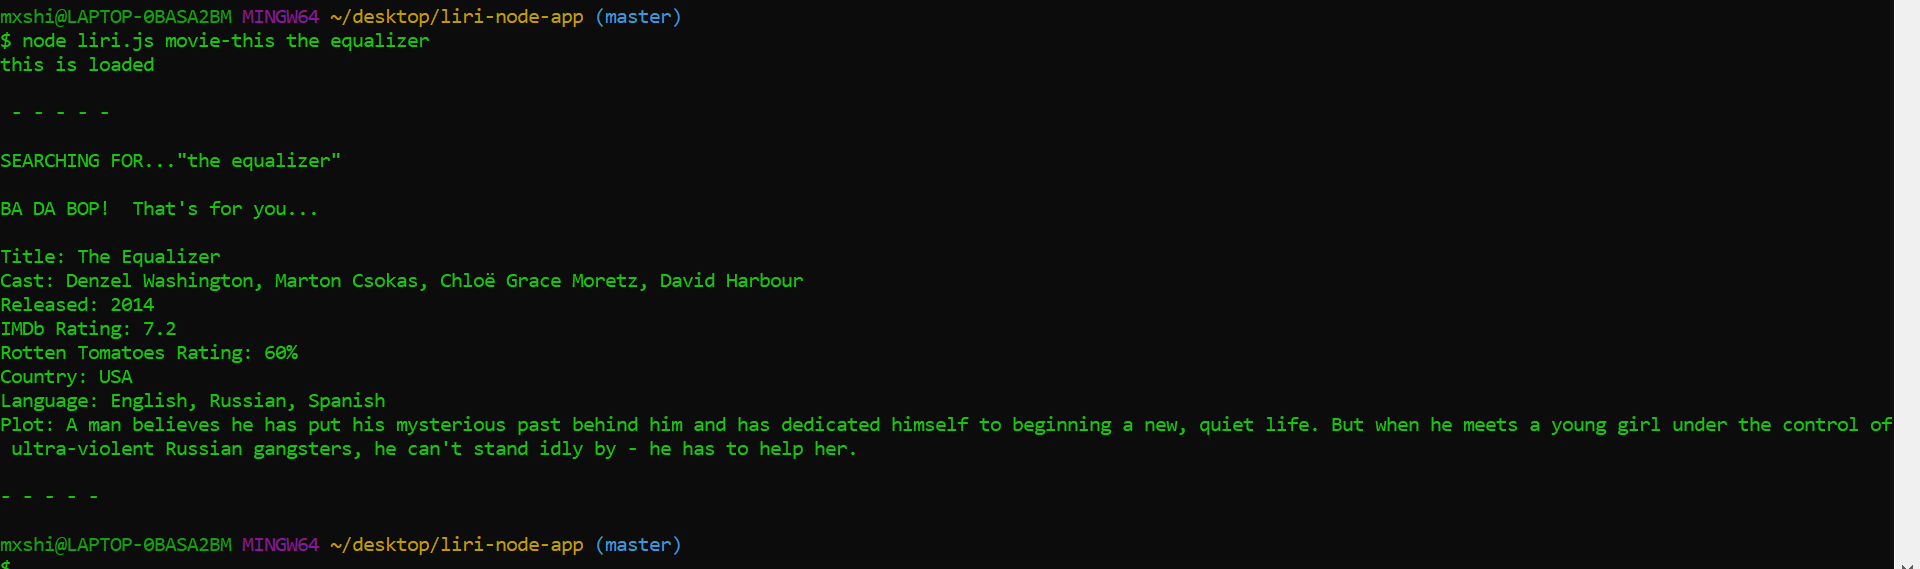 mxshi@LAPTOP-0BASA2BM MINGW64 ~/desktop/liri-node-app (master)
$ node liri.js movie-this the equalizer
this is loaded
- - - - -
SEARCHING FOR..."the equalizer"
BA DA BOP!  That's for you...
Title: The Equalizer
Cast: Denzel Washington, Marton Csokas, Chloë Grace Moretz, David Harbour
Released: 2014
IMDb Rating: 7.2
Rotten Tomatoes Rating: 60%
Country: USA
Language: English, Russian, Spanish
Plot: A man believes he has put his mysterious past behind him and has dedicated himself to beginning a new, quiet life. But when he meets a young girl under the control of
ultra-violent Russian gangsters, he can't stand idly by - he has to help her.
- - - - -
mxshi@LAPTOP-0BASA2BM MINGW64 ~/desktop/liri-node-app (master)
$